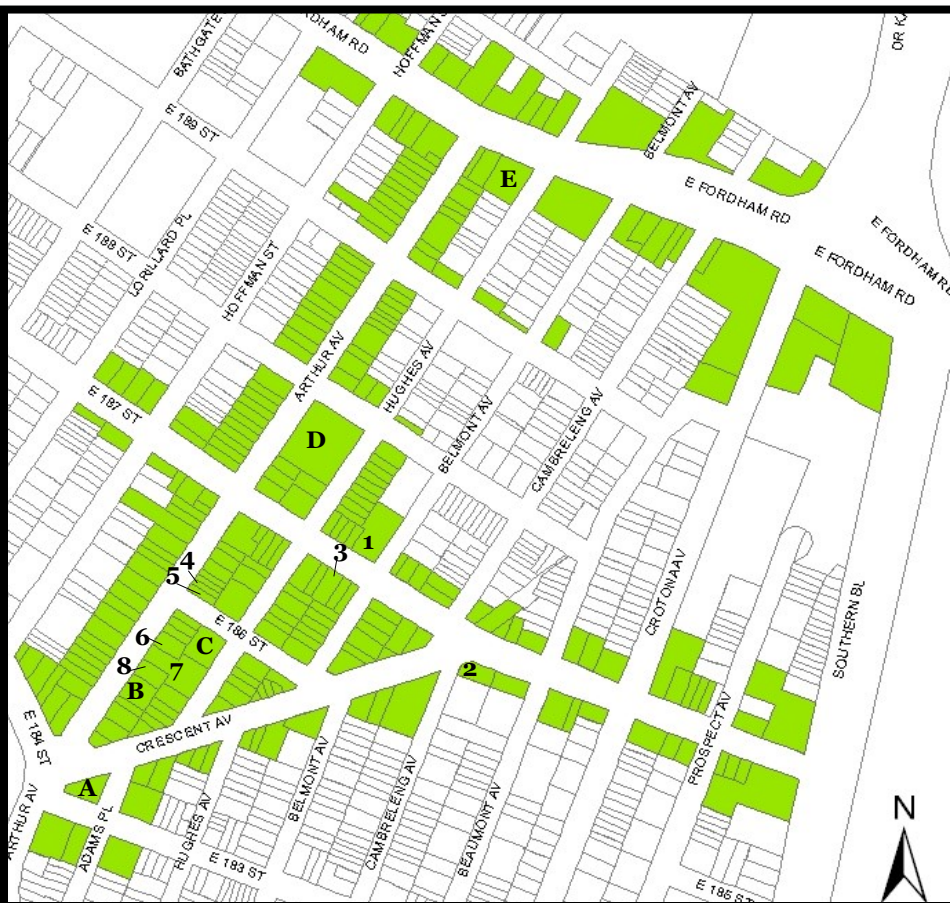 E FORDHAM RD
HOFFMAN S
BATHGATE
DR KA
E 189 ST
BELMONT AV
E FORDHAM RD
E
E FORDHAM RD
E FORDHAM RD
E 188 ST
LORILLARD PL
HOFFMAN ST
ARTHUR AV
HUGHES AV
BELMONT AV
CAMBRELENG AV
E 187 ST
D
1
3
4
5
E 186 ST
CROTONA AV
SOUTHERN BL
6
C
8
7
B
2
E 184 ST
CRESCENT AV
PROSPECT AV
A
ARTHUR AV
ADAMS PL
HUGHES AV
BELMONT AV
CAMBRELENG AV
BEAUMONT AV
E 183 ST
E 185 ST
N